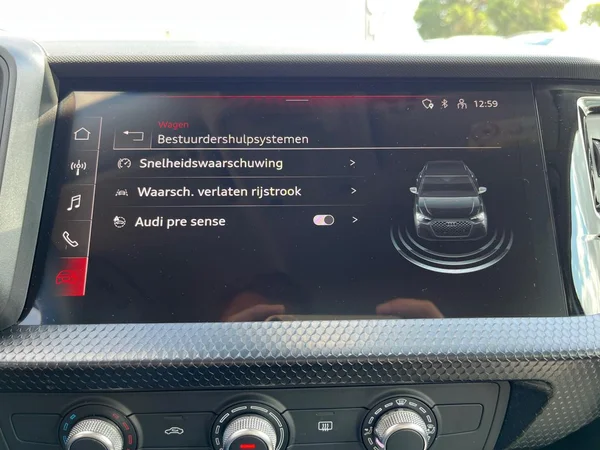 12:59
Wagen
Bestuurdershulpsystemen
Snelheidswaarschuwing >
Waarsch. verlaten rijstrook >
Audi pre sense >